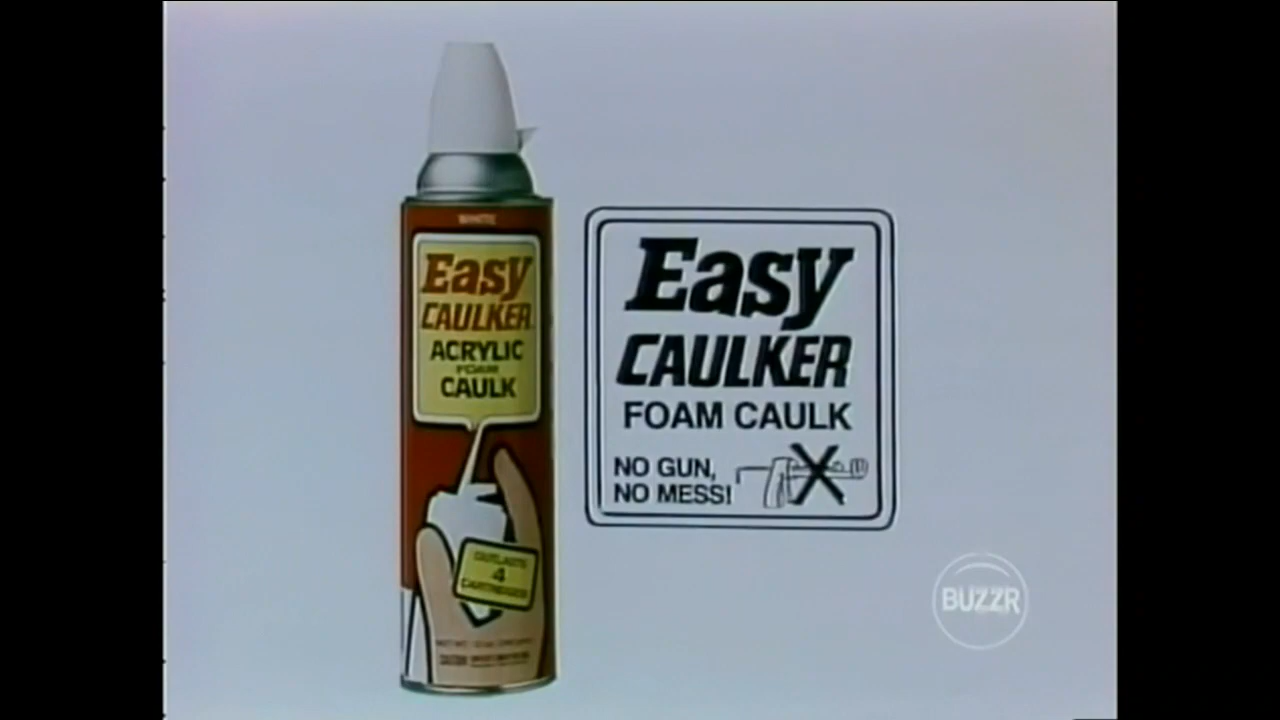 WHITE
Easy
CAULKER
ACRYLIC
FOAM
CAULK
OUTLASTS
4
CARTRIDGES
Easy
CAULKER
FOAM CAULK
NO GUN,
NO MESS!
BUZZR